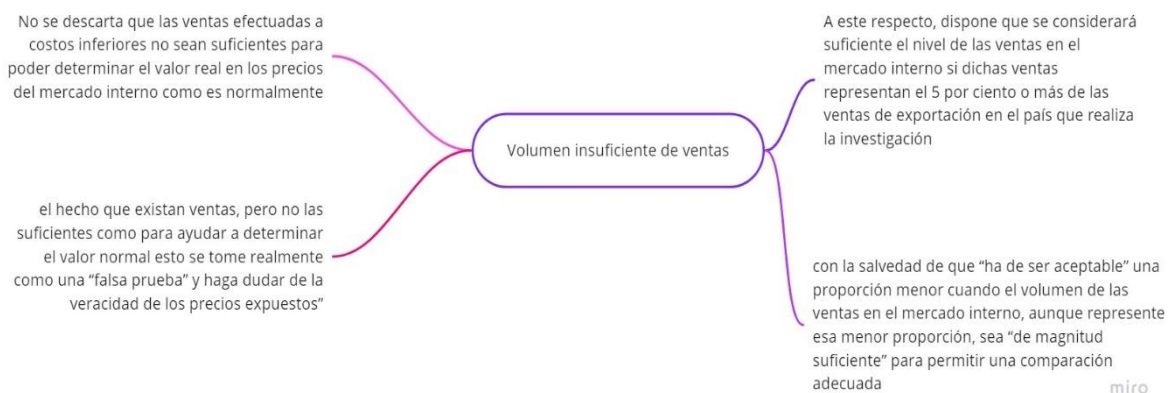 No se descarta que las ventas efectuadas a
costos inferiores no sean suficientes para
poder determinar el valor real en los precios
del mercado interno como es normalmente
el hecho que existan ventas, pero no las
suficientes como para ayudar a determinar
el valor normal esto se tome realmente
como una “falsa prueba” y haga dudar de la
veracidad de los precios expuestos”
Volumen insuficiente de ventas
A este respecto, dispone que se considerará
suficiente el nivel de las ventas en el
mercado interno si dichas ventas
representan el 5 por ciento o más de las
ventas de exportación en el país que realiza
la investigación
con la salvedad de que “ha de ser aceptable” una
proporción menor cuando el volumen de las
ventas en el mercado interno, aunque represente
esa menor proporción, sea “de magnitud
suficiente” para permitir una comparación
adecuada
miro